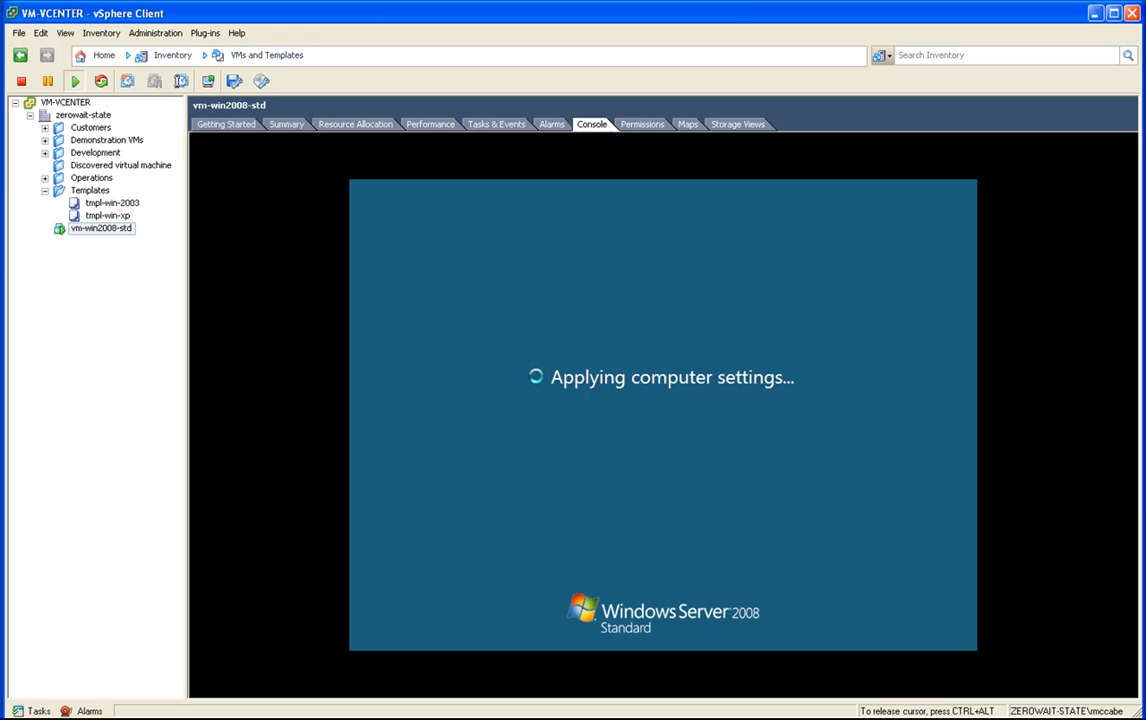 VM-VCENTER - vSphere Client
File Edit View Inventory Administration Plug-ins Help
Home Inventory VMs and Templates Search Inventory
VM-VCENTER
zerowait-state
Customers
Demonstration VMs
Development
Discovered virtual machine
Operations
Templates
tmpl-win-2003
tmpl-win-xp
vm-win2008-std
vm-win2008-std
Getting Started Summary Resource Allocation Performance Tasks & Events Alarms Console Permissions Maps Storage Views
Applying computer settings...
Windows Server 2008
Standard
Tasks Alarms To release cursor, press CTRL+ALT ZEROWAIT-STATE\mccabe